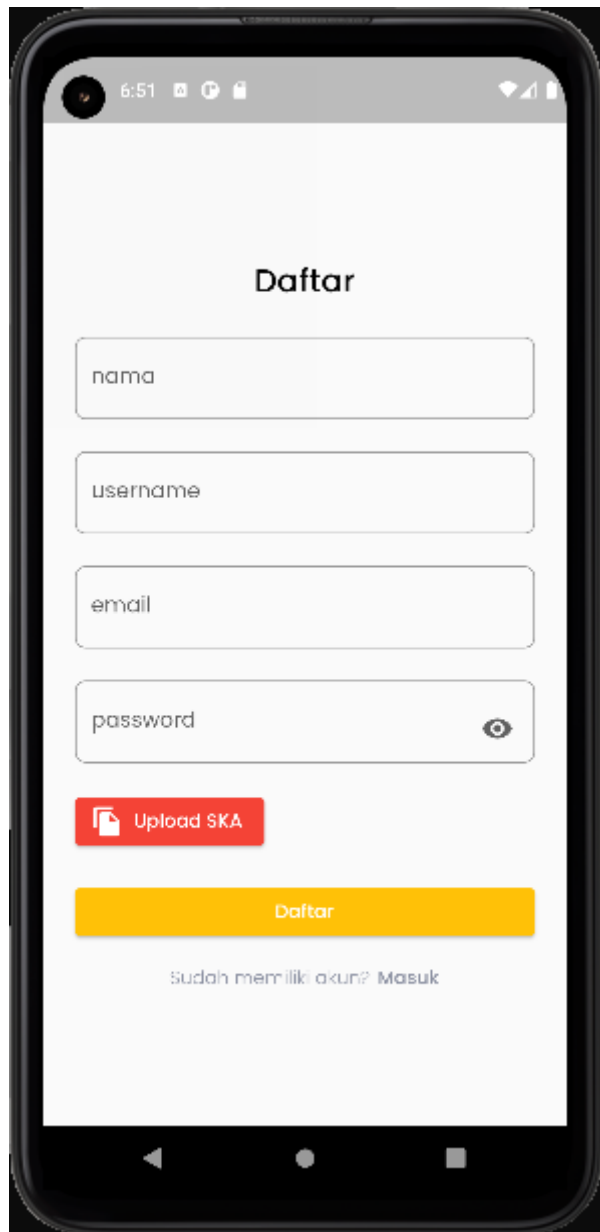 6:51
Daftar
nama
username
email
password
Upload SKA
Daftar
Sudah memiliki akun? Masuk